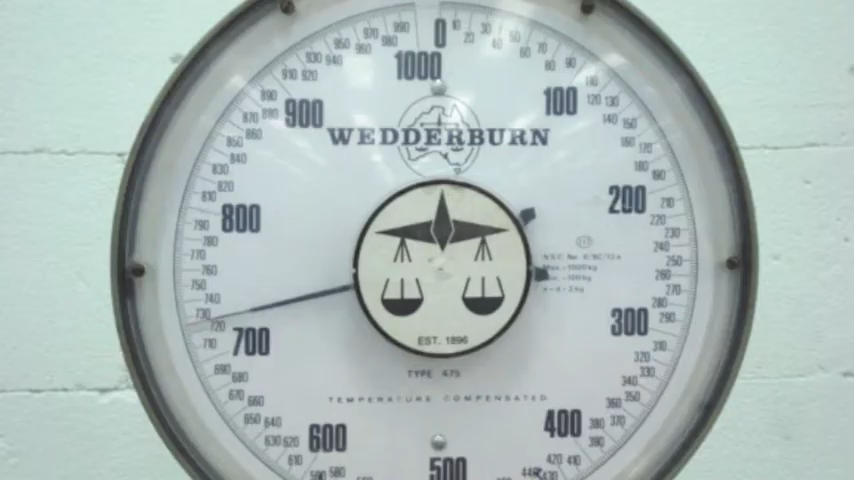 0
10 20 30 40 50 60 70 80 90
100
110 120 130 140 150 160 170 180 190
200
210 220 230 240 250 260 270 280 290
300
310 320 330 340 350 360 370 380 390
400
410 420 430
500
580
600
610 620 630 640 650 660 670 680 690
700
710 720 730 740 750 760 770 780 790
800
810 820 830 840 850 860 870 880 890
900
910 920 930 940 950 960 970 980 990
1000
WEDDERBURN
EST. 1896
TYPE 475
TEMPERATURE COMPENSATED